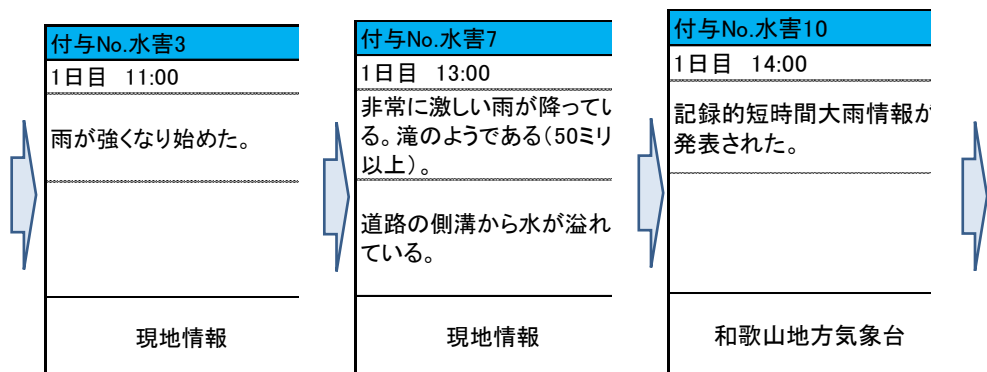 付与No.水害3
1日目 11:00
雨が強くなり始めた。
現地情報
付与No.水害7
1日目 13:00
非常に激しい雨が降ってい
る。滝のようである(50ミリ
以上)。
道路の側溝から水が溢れ
ている。
現地情報
付与No.水害10
1日目 14:00
記録的短時間大雨情報が
発表された。
和歌山地方気象台